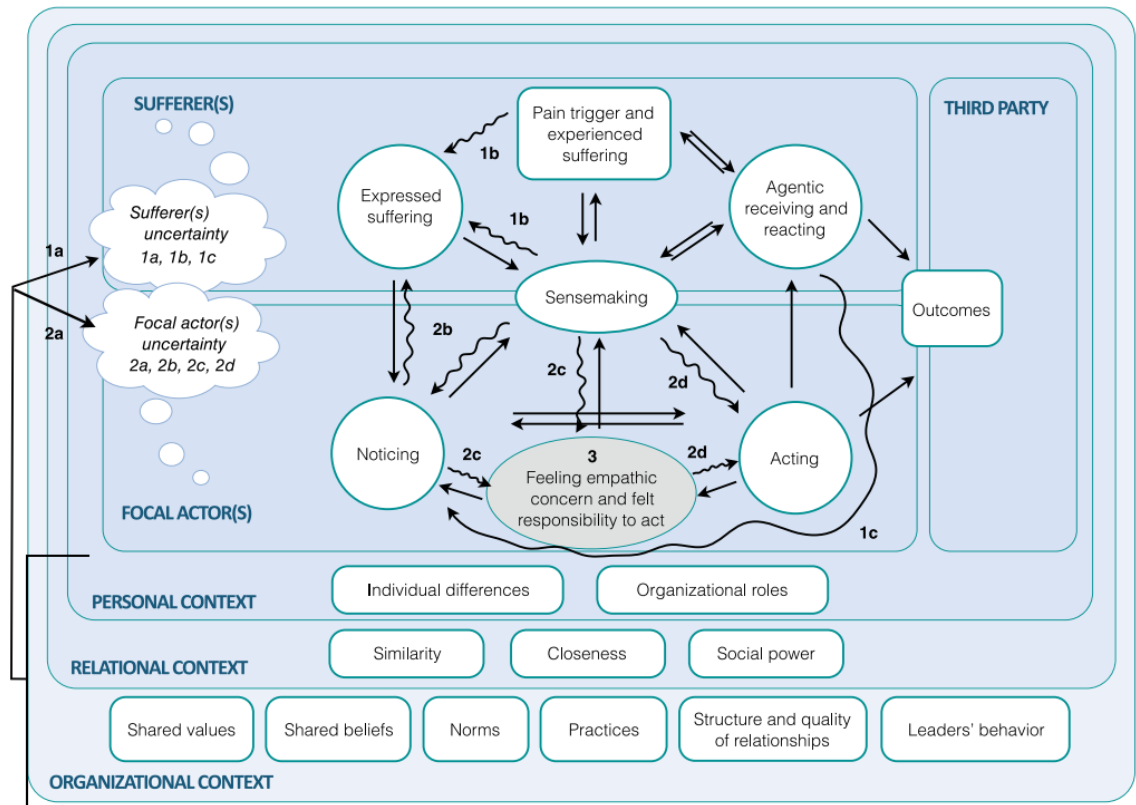 SUFFERER(S)
THIRD PARTY
Pain trigger and
experienced
suffering
1b
Expressed
suffering
Agentic
receiving and
reacting
Sufferer(s)
uncertainty
1a, 1b, 1c
1b
1a
Sensemaking
Outcomes
2a
Focal actor(s)
uncertainty
2a, 2b, 2c, 2d
2b
2c
2d
Noticing
2c
3
Feeling empathic
concern and felt
responsibility to act
2d
Acting
FOCAL ACTOR(S)
1c
PERSONAL CONTEXT
Individual differences
Organizational roles
RELATIONAL CONTEXT
Similarity
Closeness
Social power
Shared values
Shared beliefs
Norms
Practices
Structure and quality
of relationships
Leaders' behavior
ORGANIZATIONAL CONTEXT